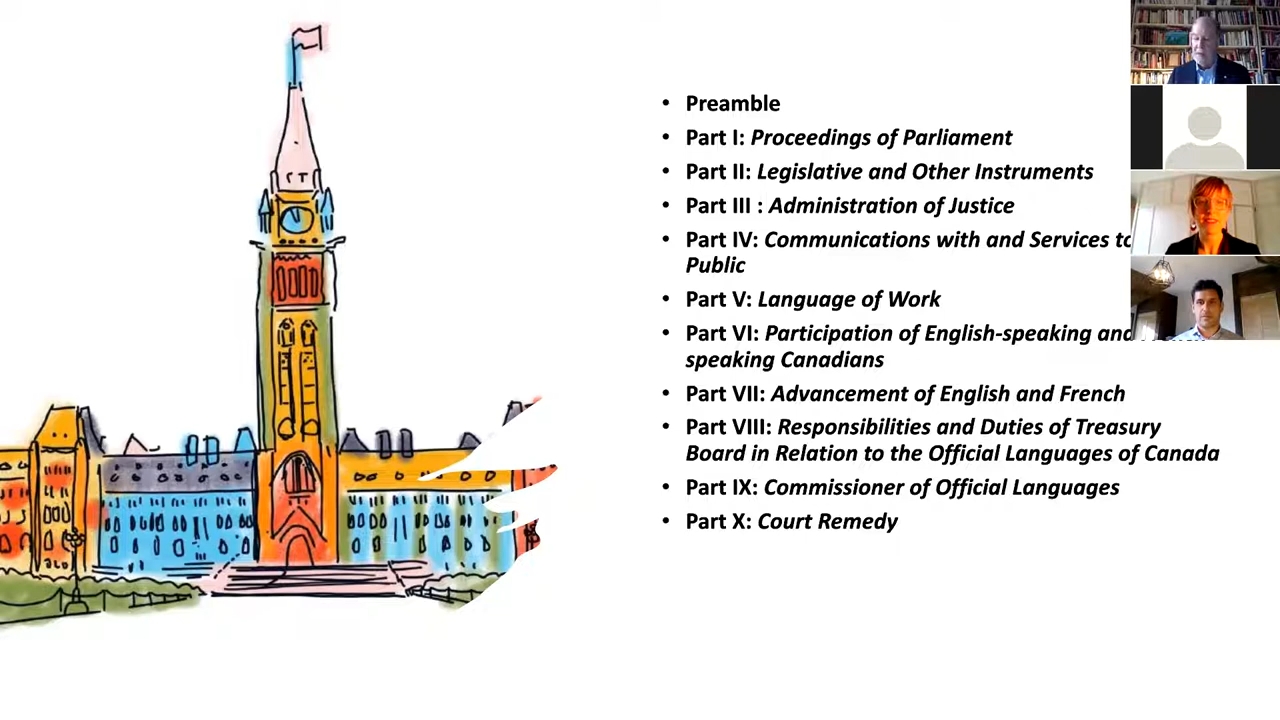 • Preamble
• Part I: Proceedings of Parliament
• Part II: Legislative and Other Instruments
• Part III : Administration of Justice
• Part IV: Communications with and Services to
Public
• Part V: Language of Work
• Part VI: Participation of English-speaking and
speaking Canadians
• Part VII: Advancement of English and French
• Part VIII: Responsibilities and Duties of Treasury
Board in Relation to the Official Languages of Canada
• Part IX: Commissioner of Official Languages
• Part X: Court Remedy